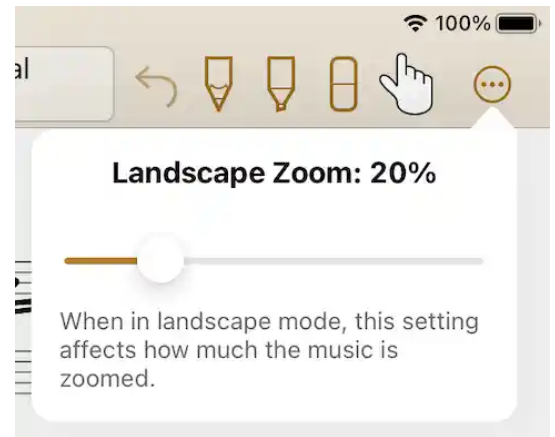 100%
al
Landscape Zoom: 20%
When in landscape mode, this setting
affects how much the music is
zoomed.